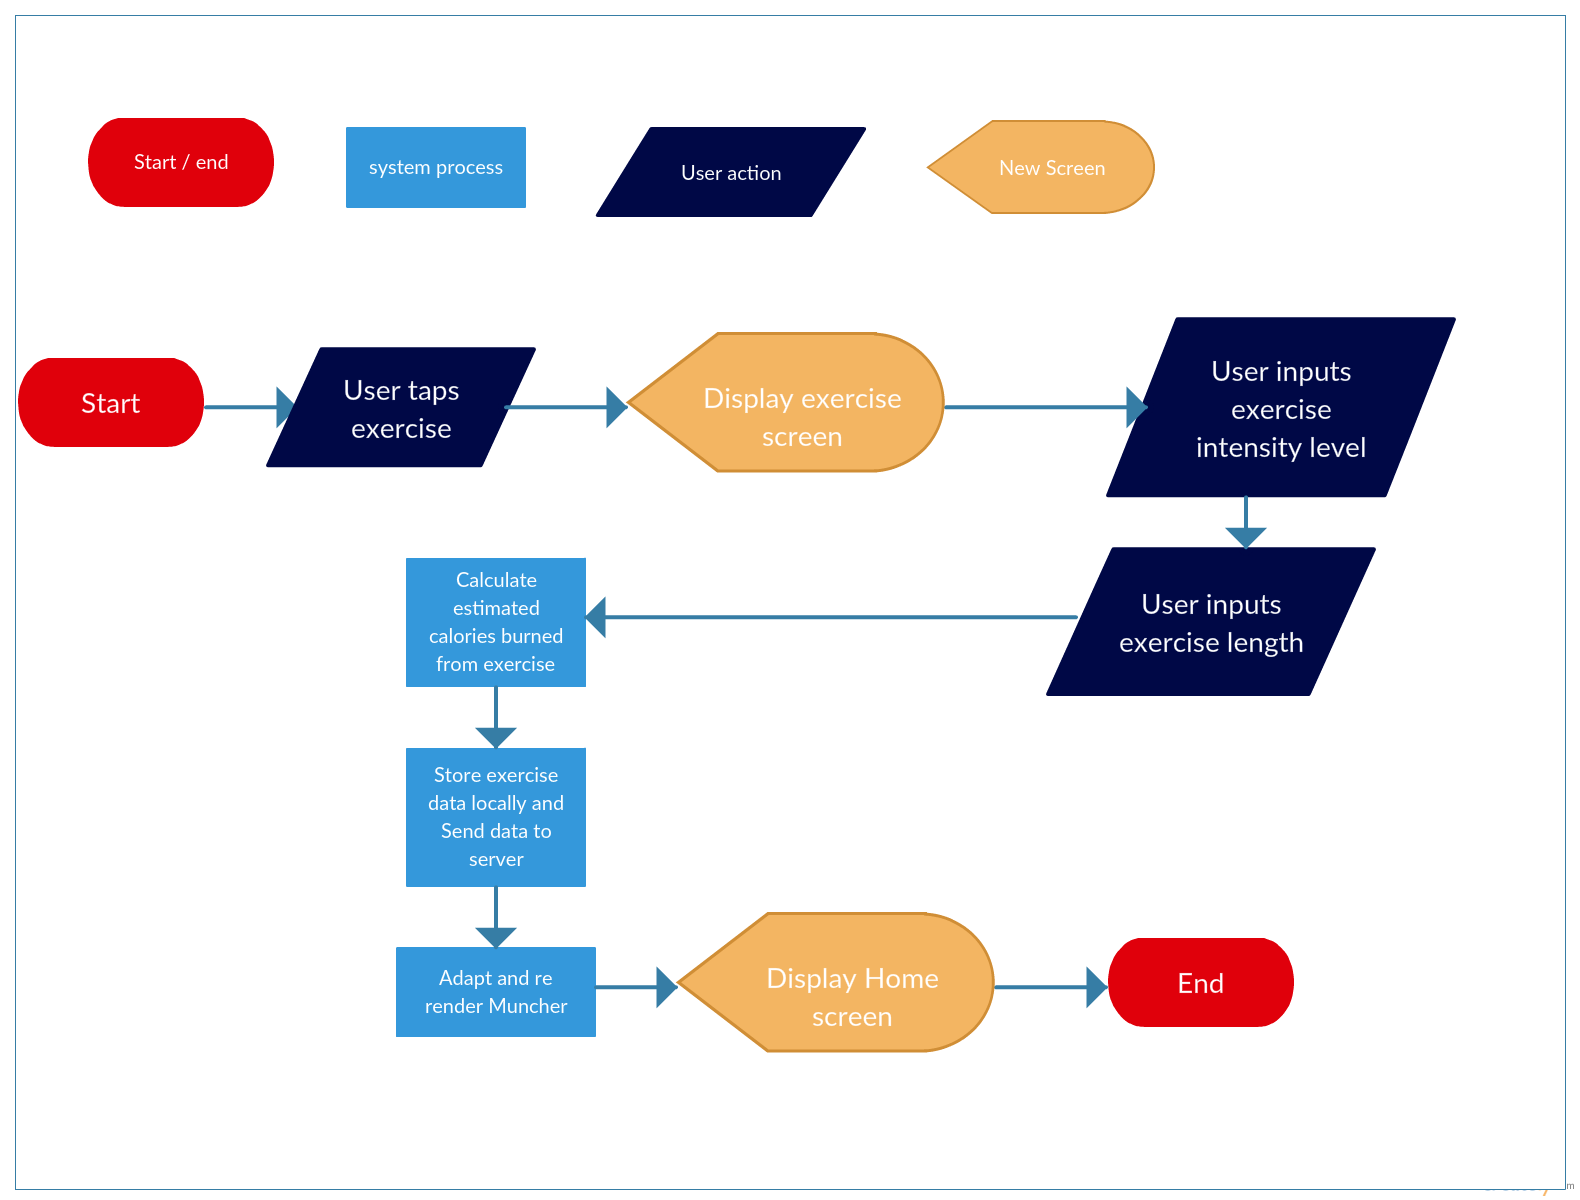 Start / end
system process
User action
New Screen
Start
User taps
exercise
Display exercise
screen
User inputs
exercise
intensity level
User inputs
exercise length
Calculate
estimated
calories burned
from exercise
Store exercise
data locally and
Send data to
server
Adapt and re
render Muncher
Display Home
screen
End